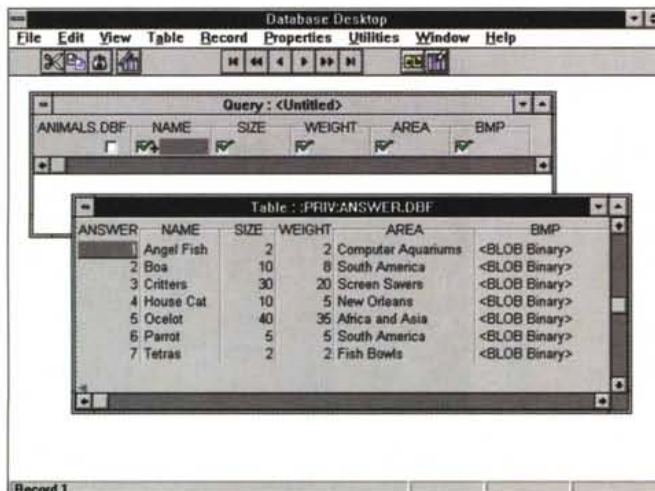 Database Desktop
File Edit View Table Record Properties Utilities Window Help
Query : <Untitled>
ANIMALS.DBF NAME SIZE WEIGHT AREA BMP
Table : :PRIV:ANSWER.DBF
ANSWER NAME SIZE WEIGHT AREA BMP
1 Angel Fish 2 2 Computer Aquariums <BLOB Binary>
2 Boa 10 8 South America <BLOB Binary>
3 Critters 30 20 Screen Savers <BLOB Binary>
4 House Cat 10 5 New Orleans <BLOB Binary>
5 Ocelot 40 35 Africa and Asia <BLOB Binary>
6 Parrot 5 5 South America <BLOB Binary>
7 Tetras 2 2 Fish Bowls <BLOB Binary>
Record 1